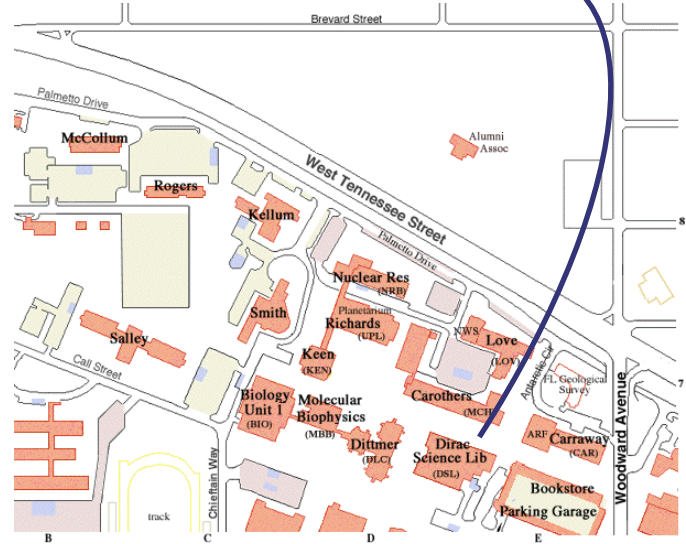 Brevard Street
Palmetto Drive
McCollum
Rogers
Alumni
Assoc
West Tennessee Street
Kellum
8
Palmetto Drive
Nuclear Res
(NRB)
Smith
Planetarium
Richards
(UPL)
NWS
Love
(LOV)
Salley
Call Street
Keen
(KEN)
Antarctic Cir
FL Geological
Survey
7
Biology
Unit 1
(BIO)
Molecular
Biophysics
(MBB)
Carothers
(MCH)
Woodward Avenue
Dittmer
(DLC)
Dirac
Science Lib
(DSL)
ARF
Carraway
(CAR)
Chieftain Way
Bookstore
Parking Garage
track
B
C
D
E